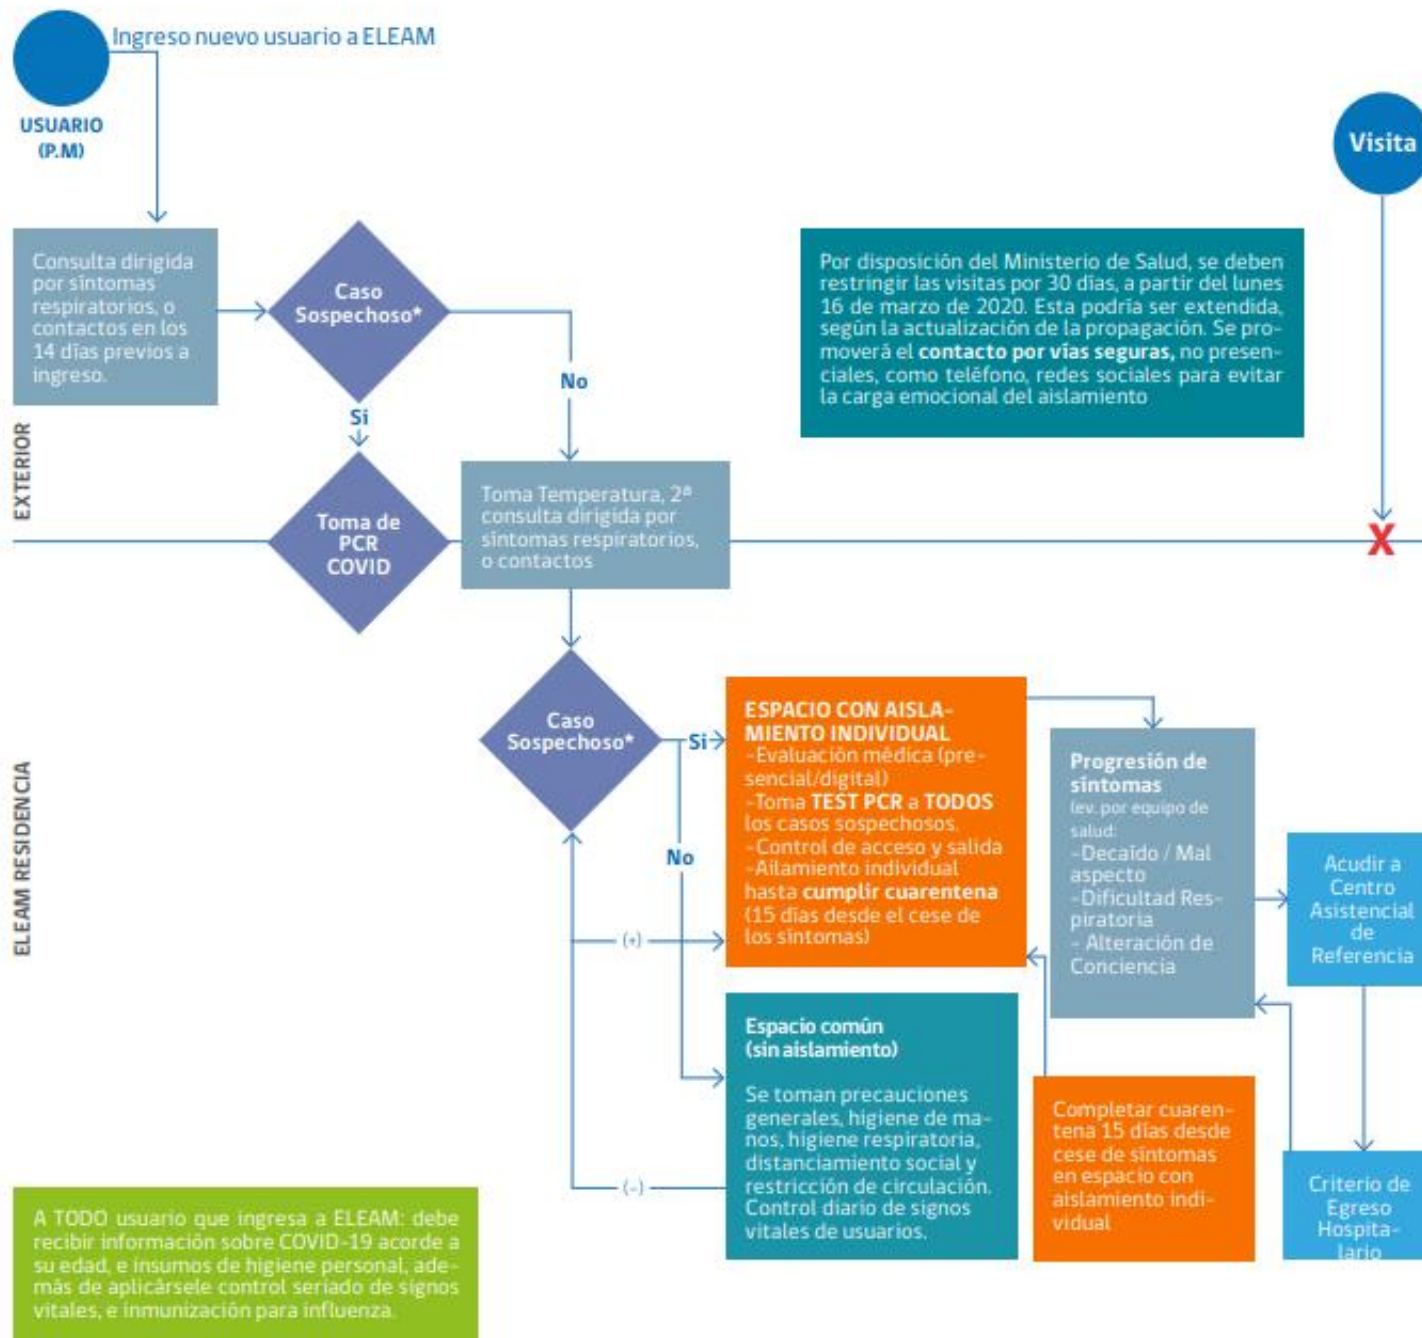 Ingreso nuevo usuario a ELEAM
USUARIO
(P.M)
Visita
Consulta dirigida
por síntomas
respiratorios, o
contactos en los
14 días previos a
ingreso.
Caso
Sospechoso*
Por disposición del Ministerio de Salud, se deben
restringir las visitas por 30 días, a partir del lunes
16 de marzo de 2020. Esta podría ser extendida,
según la actualización de la propagación. Se pro-
moverá el contacto por vías seguras, no presen-
ciales, como teléfono, redes sociales para evitar
la carga emocional del aislamiento
No
Si
EXTERIOR
Toma de
PCR
COVID
Toma Temperatura, 2ª
consulta dirigida por
síntomas respiratorios,
o contactos
X
ELEAM RESIDENCIA
Caso
Sospechoso*
Si
No
ESPACIO CON AISLA-
MIENTO INDIVIDUAL
-Evaluación médica (pre-
sencial/digital)
-Toma TEST PCR a TODOS
los casos sospechosos.
-Control de acceso y salida
-Ailamiento individual
hasta cumplir cuarentena
(15 días desde el cese de
los síntomas)
Progresión de
síntomas
(ev. por equipo de
salud:
-Decaído / Mal
aspecto
-Dificultad Res-
piratoria
- Alteración de
Conciencia
Acudir a
Centro
Asistencial
de
Referencia
(+)
Espacio común
(sin aislamiento)
Se toman precauciones
generales, higiene de ma-
nos, higiene respiratoria,
distanciamiento social y
restricción de circulación.
Control diario de signos
vitales de usuarios.
(-)
Completar cuaren-
tena 15 días desde
cese de síntomas
en espacio con
aislamiento indi-
vidual
Criterio de
Egreso
Hospita-
lario
A TODO usuario que ingresa a ELEAM: debe
recibir información sobre COVID-19 acorde a
su edad, e insumos de higiene personal, ade-
más de aplicársele control seriado de signos
vitales, e inmunización para influenza.